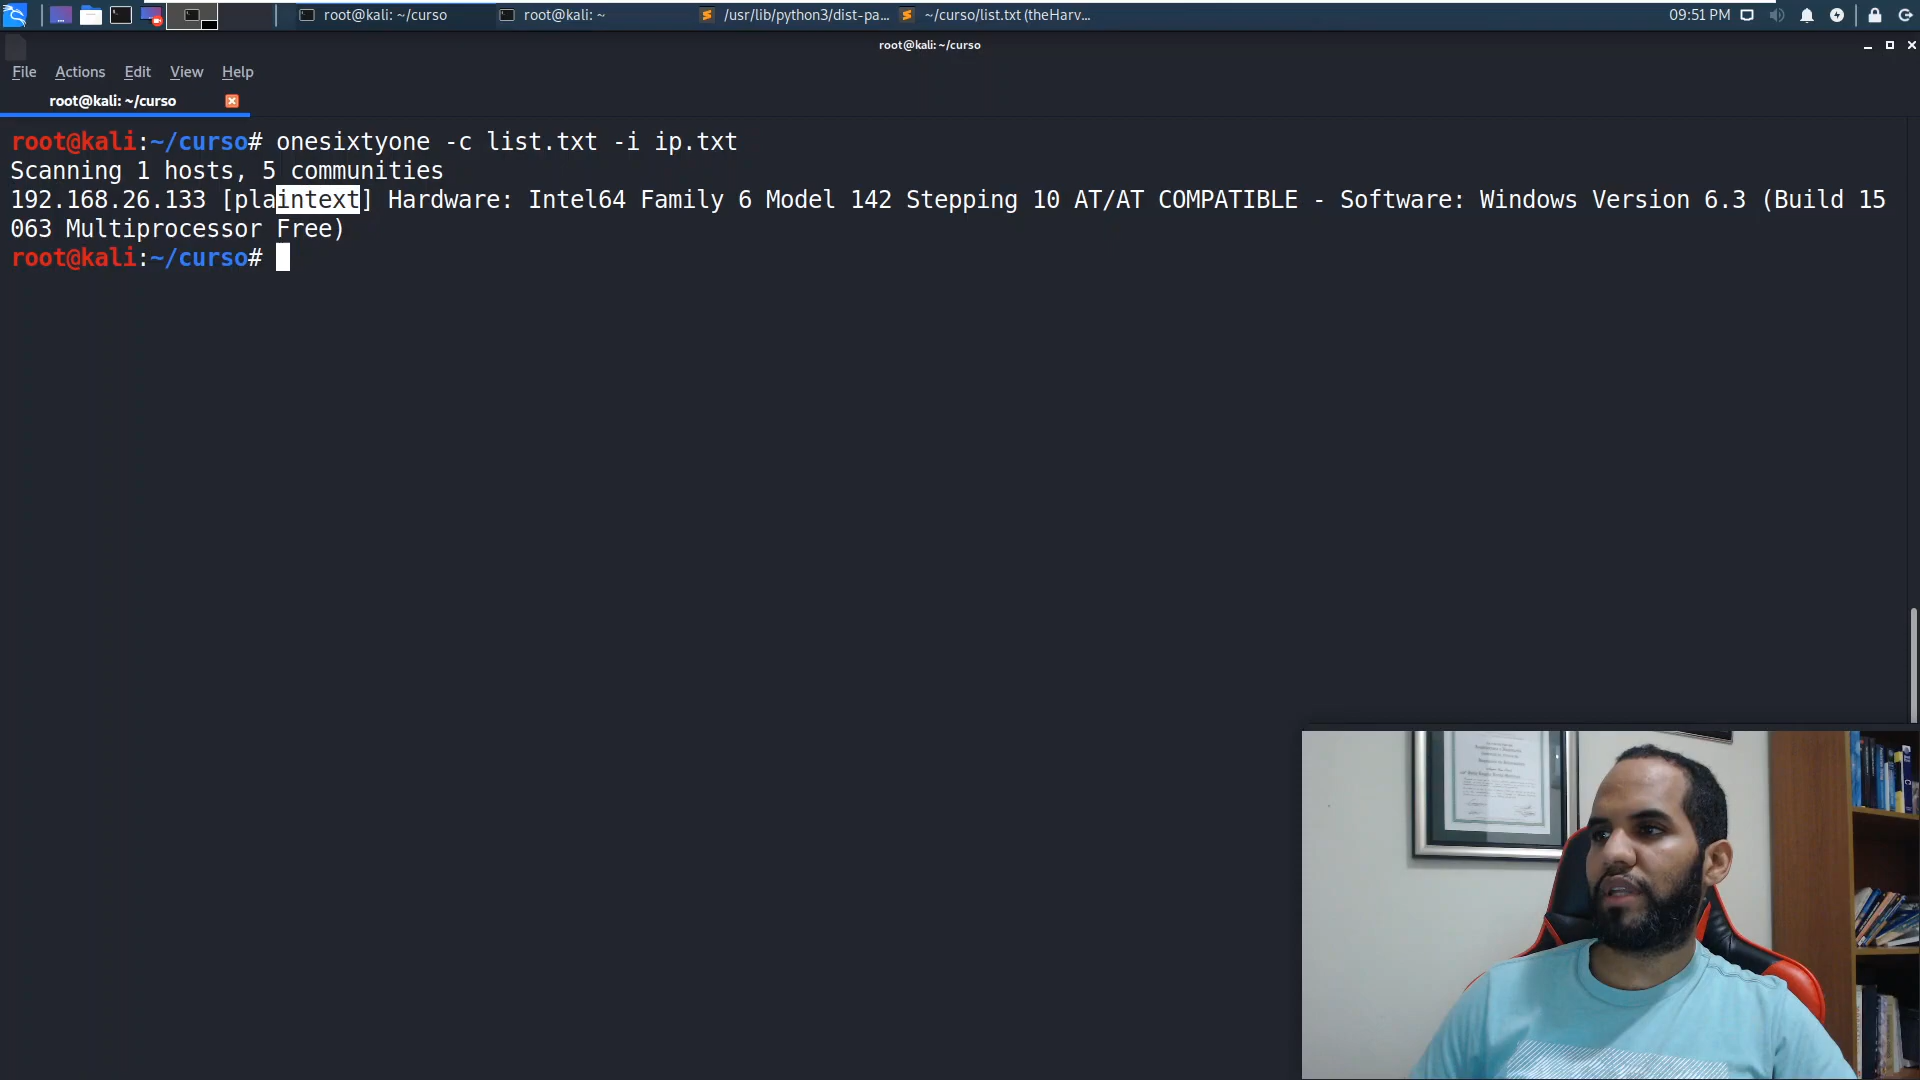 root@kali: ~/curso
root@kali: ~
/usr/lib/python3/dist-pa...
~/curso/list.txt (theHarv...
09:51 PM
root@kali: ~/curso
File Actions Edit View Help
root@kali: ~/curso
root@kali:~/curso# onesixtyone -c list.txt -i ip.txt
Scanning 1 hosts, 5 communities
192.168.26.133 [plaintext] Hardware: Intel64 Family 6 Model 142 Stepping 10 AT/AT COMPATIBLE - Software: Windows Version 6.3 (Build 15
063 Multiprocessor Free)
root@kali:~/curso#